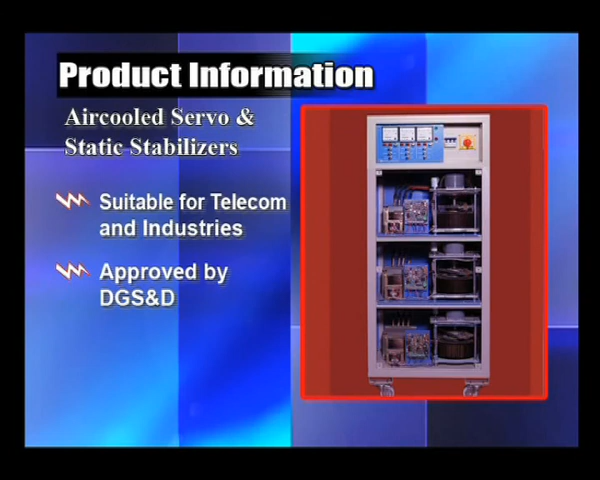 Product Information
Aircooled Servo &
Static Stabilizers
Suitable for Telecom
and Industries
Approved by
DGS&D